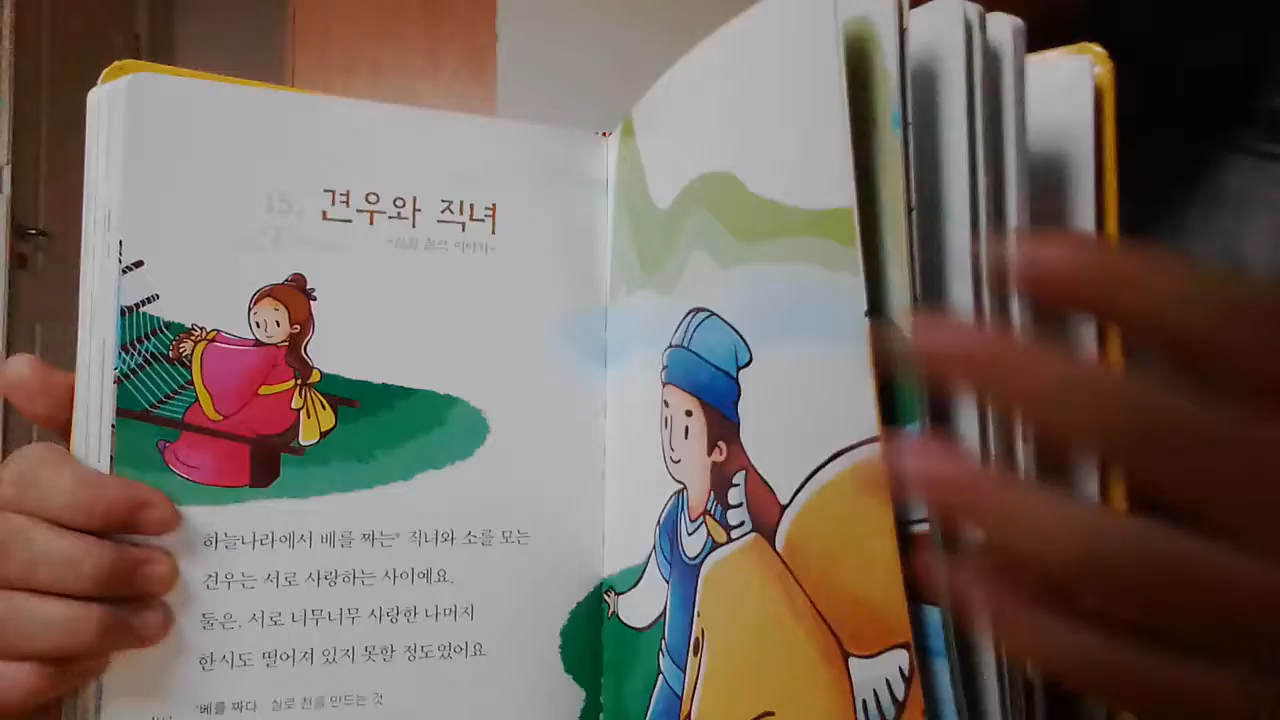 견우와 직녀
하늘나라에서 베를 짜는* 직녀와 소를 모는
견우는 서로 사랑하는 사이예요.
둘은, 서로 너무너무 사랑한 나머지
한시도 떨어져 있지 못할 정도였어요
*베를 짜다 실로 천을 만드는 것